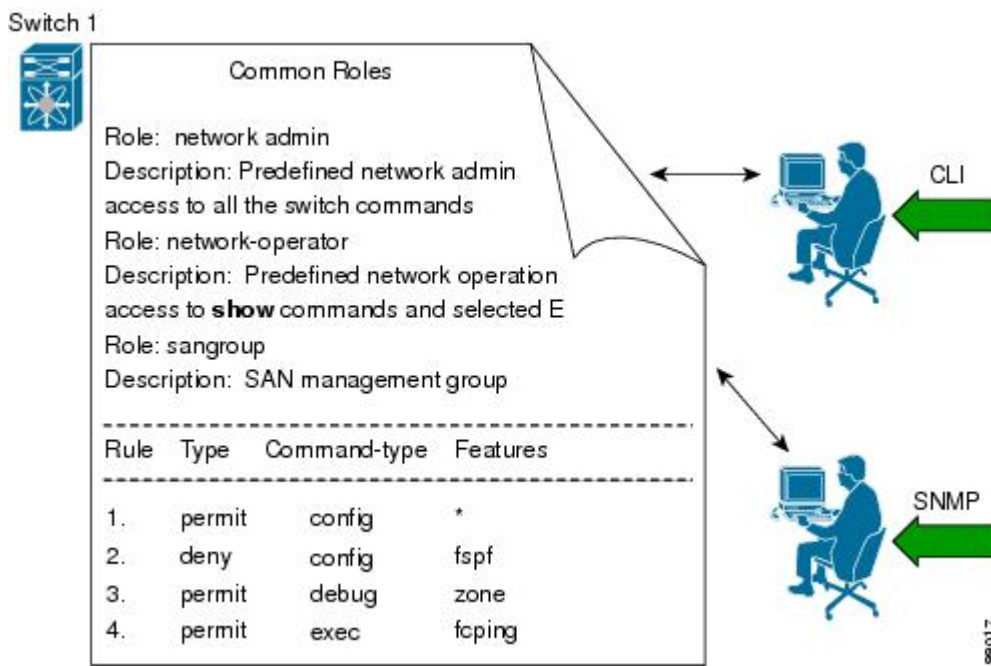 Switch 1
Common Roles
Role: network admin
Description: Predefined network admin
access to all the switch commands
Role: network-operator
Description: Predefined network operation
access to show commands and selected E
Role: sangroup
Description: SAN management group
Rule Type Command-type Features
1. permit config *
2. deny config fspf
3. permit debug zone
4. permit exec fcping
CLI
SNMP